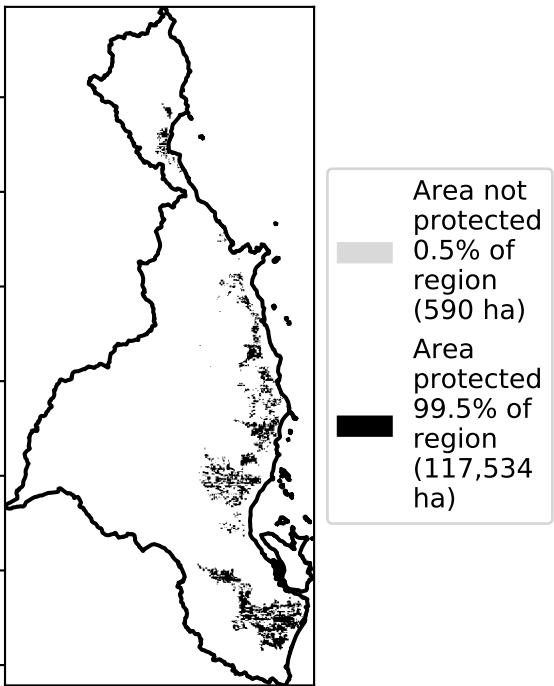 Area not
protected
0.5% of
region
(590 ha)
Area
protected
99.5% of
region
(117,534
ha)